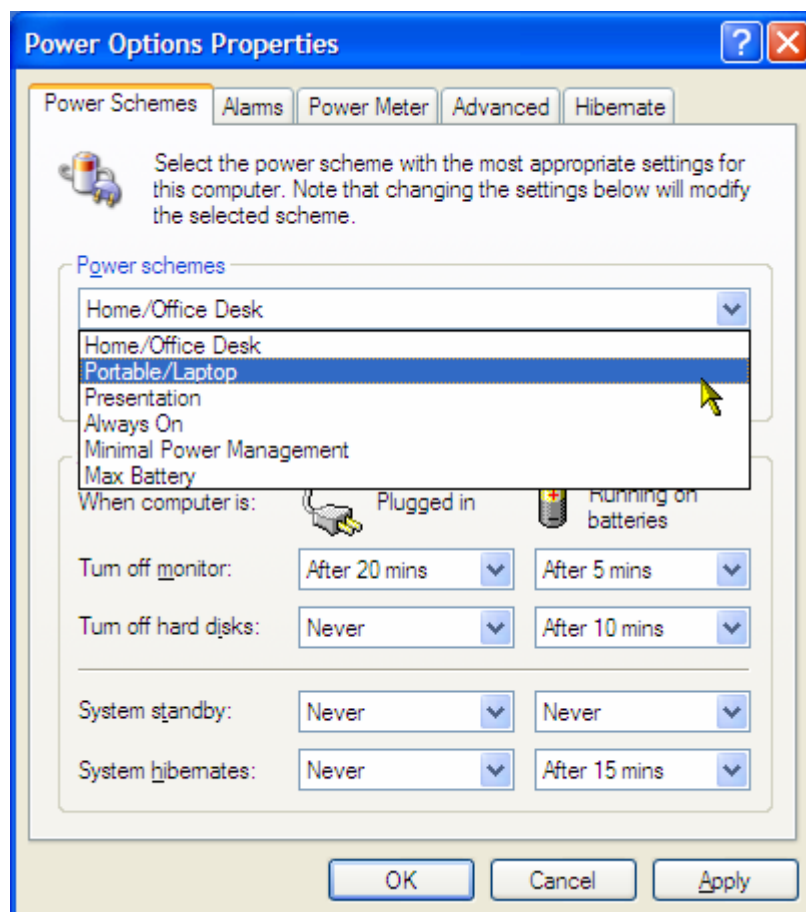 Power Options Properties
Power Schemes Alarms Power Meter Advanced Hibernate
Select the power scheme with the most appropriate settings for
this computer. Note that changing the settings below will modify
the selected scheme.
Power schemes
Home/Office Desk
Home/Office Desk
Portable/Laptop
Presentation
Always On
Minimal Power Management
Max Battery
When computer is: Plugged in Running on
batteries
Turn off monitor: After 20 mins After 5 mins
Turn off hard disks: Never After 10 mins
System standby: Never Never
System hibernates: Never After 15 mins
OK Cancel Apply